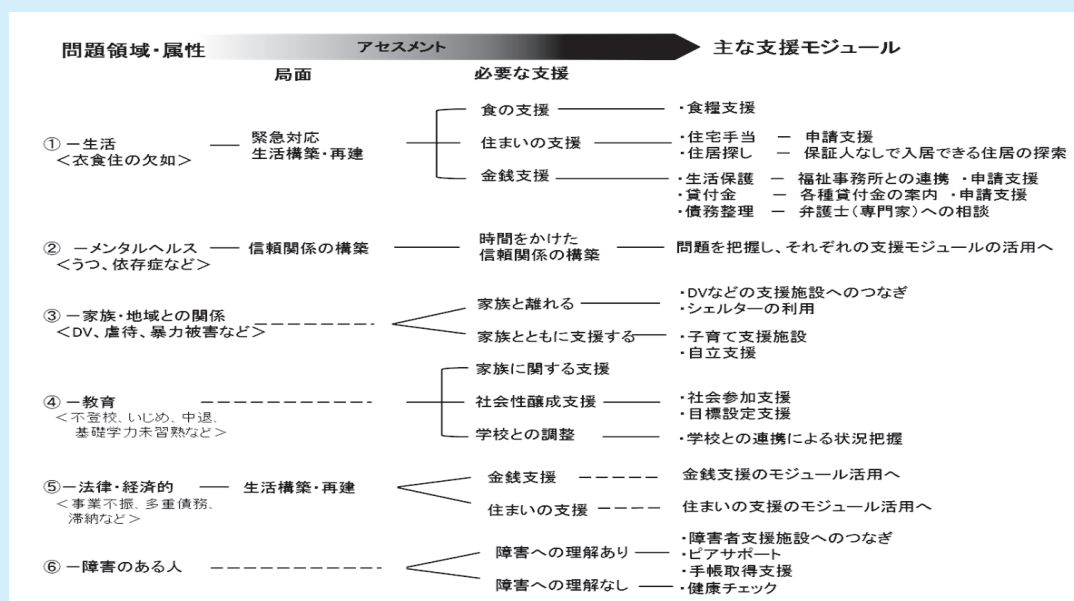 問題領域・属性 アセスメント 主な支援モジュール
局面 必要な支援
①ー生活
<衣食住の欠如>
緊急対応
生活構築・再建
食の支援
・食糧支援
住まいの支援
・住宅手当 ー 申請支援
・住居探し ー 保証人なしで入居できる住居の探索
金銭支援
・生活保護 ー 福祉事務所との連携 ・申請支援
・貸付金 ー 各種貸付金の案内 ・申請支援
・債務整理 ー 弁護士(専門家)への相談
② ーメンタルヘルス
<うつ、依存症など>
信頼関係の構築
時間をかけた
信頼関係の構築
問題を把握し、それぞれの支援モジュールの活用へ
③ー家族・地域との関係
<DV、虐待、暴力被害など>
家族と離れる
・DVなどの支援施設へのつなぎ
・シェルターの利用
家族とともに支援する
・子育て支援施設
・自立支援
④ー教育
<不登校、いじめ、中退、
基礎学力未習熟など>
家族に関する支援
社会性醸成支援
・社会参加支援
・目標設定支援
学校との調整
・学校との連携による状況把握
⑤ー法律・経済的
<事業不振、多重債務、
滞納など>
生活構築・再建
金銭支援
金銭支援のモジュール活用へ
住まいの支援
住まいの支援のモジュール活用へ
⑥ー障害のある人
障害への理解あり
・障害者支援施設へのつなぎ
・ピアサポート
・手帳取得支援
障害への理解なし
・健康チェック